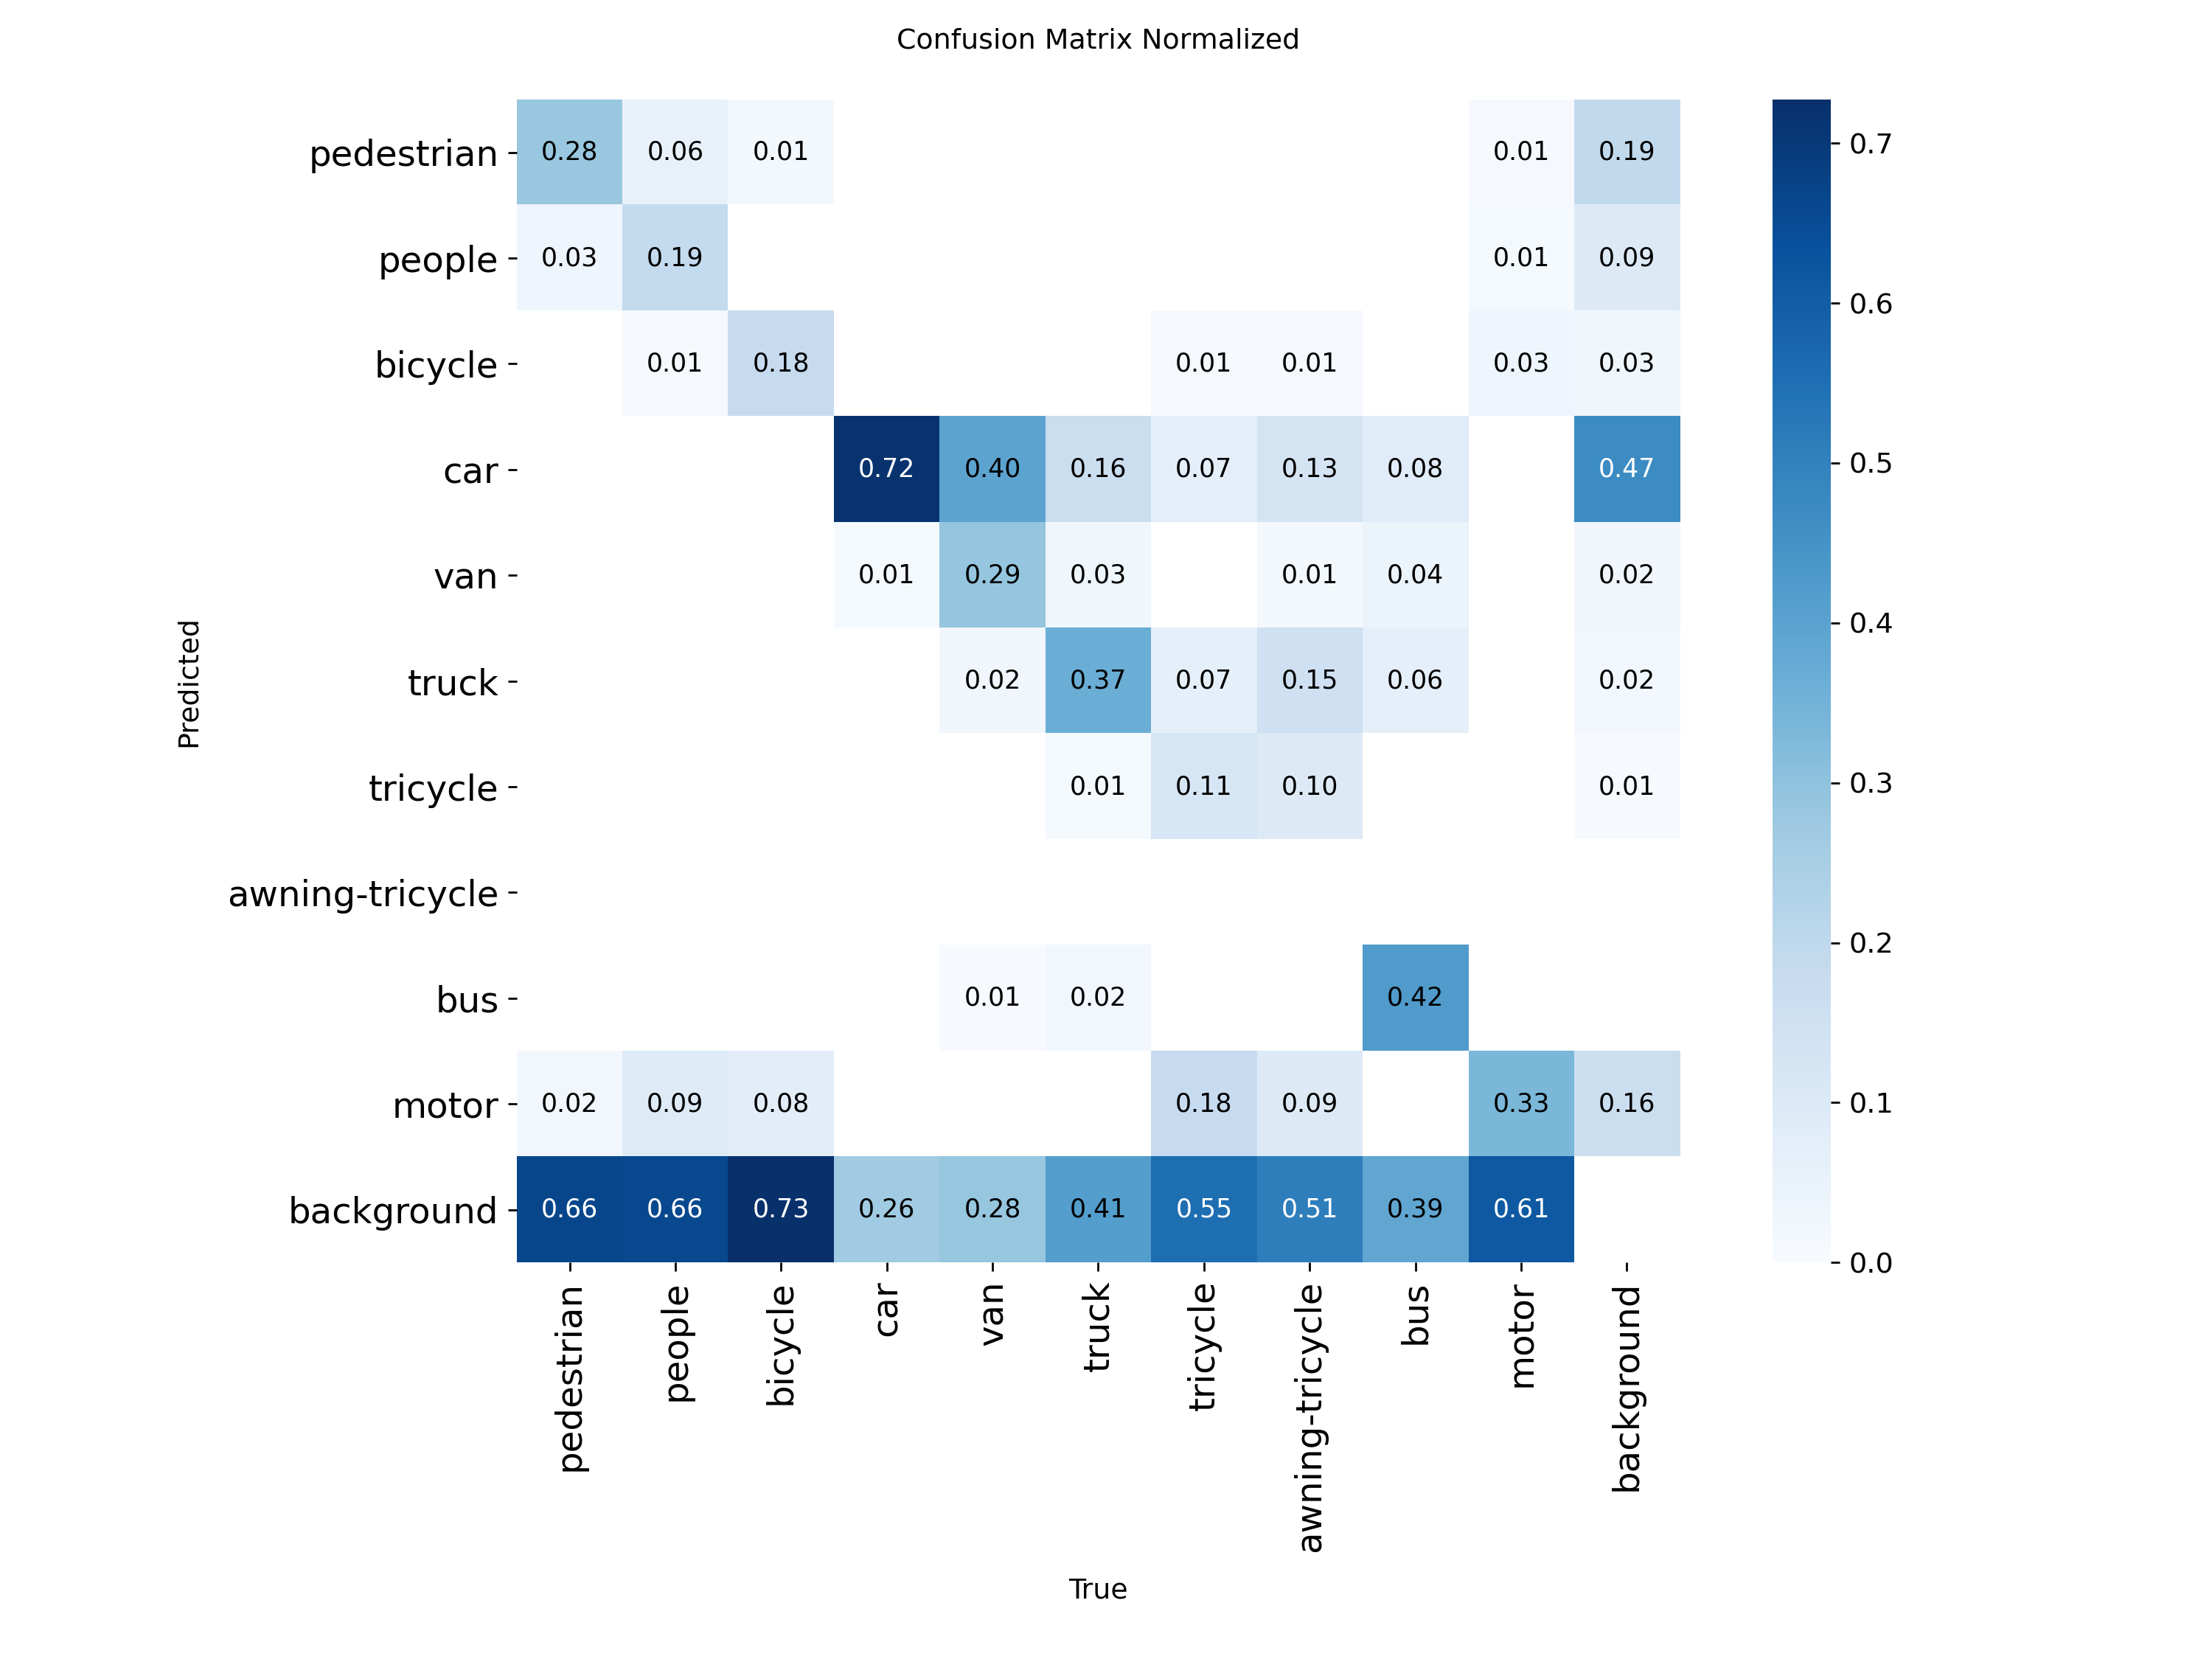 Confusion Matrix Normalized
pedestrian 0.28 0.06 0.01 0.01 0.19
people 0.03 0.19 0.01 0.09
bicycle 0.01 0.18 0.01 0.01 0.03 0.03
car 0.72 0.40 0.16 0.07 0.13 0.08 0.47
van 0.01 0.29 0.03 0.01 0.04 0.02
truck 0.02 0.37 0.07 0.15 0.06 0.02
tricycle 0.01 0.11 0.10 0.01
awning-tricycle
bus 0.01 0.02 0.42
motor 0.02 0.09 0.08 0.18 0.09 0.33 0.16
background 0.66 0.66 0.73 0.26 0.28 0.41 0.55 0.51 0.39 0.61
Predicted
pedestrian
people
bicycle
car
van
truck
tricycle
awning-tricycle
bus
motor
background
True
0.7
0.6
0.5
0.4
0.3
0.2
0.1
0.0